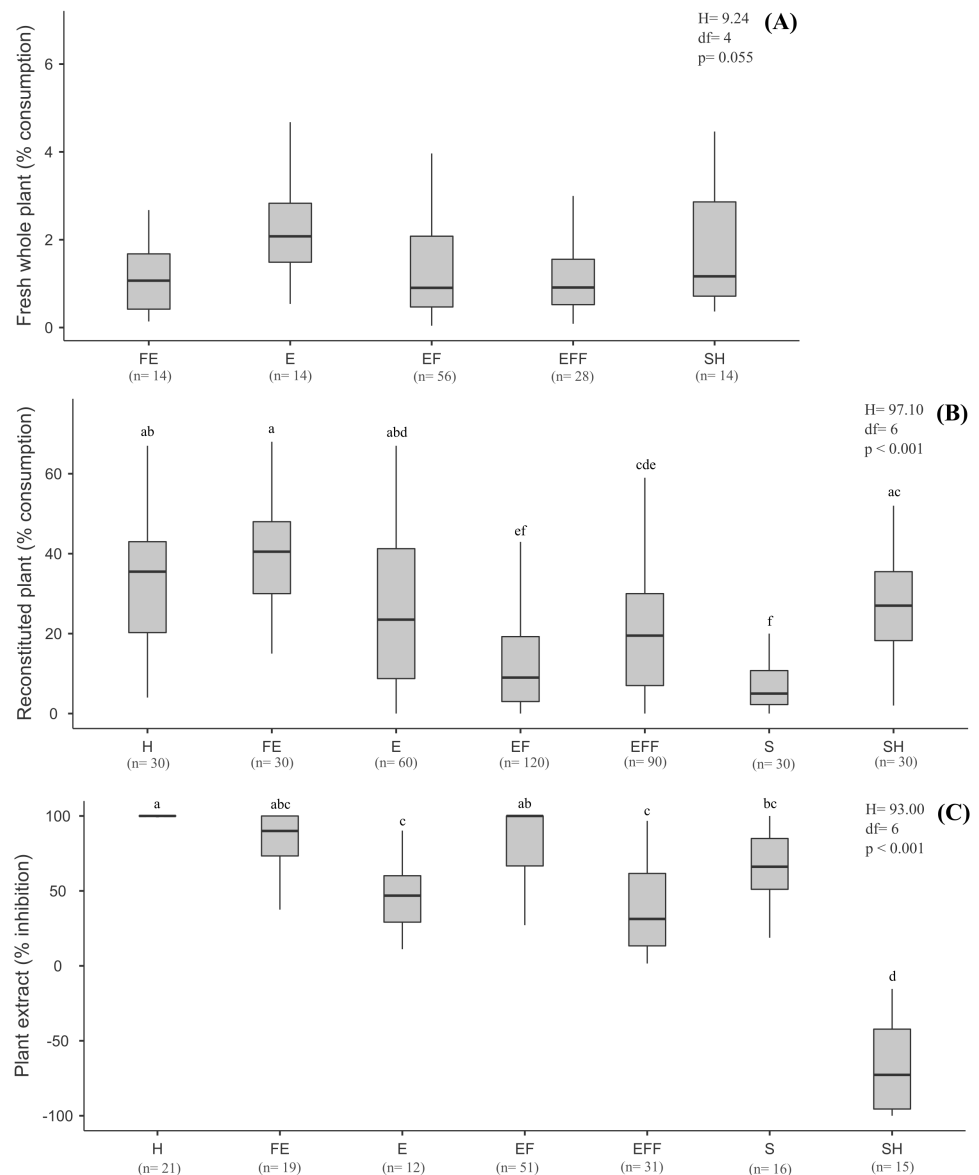 H= 9.24
df= 4
p= 0.055
(A)
Fresh whole plant (% consumption)
6
4
2
0
FE E EF EFF SH
(n= 14) (n= 14) (n= 56) (n= 28) (n= 14)
H= 97.10
df= 6
p < 0.001
(B)
Reconstituted plant (% consumption)
60
40
20
0
ab a abd ef cde f ac
H FE E EF EFF S SH
(n= 30) (n= 30) (n= 60) (n= 120) (n= 90) (n= 30) (n= 30)
H= 93.00
df= 6
p < 0.001
(C)
Plant extract (% inhibition)
100
50
0
-50
-100
a abc c ab c bc d
H FE E EF EFF S SH
(n= 21) (n= 19) (n= 12) (n= 51) (n= 31) (n= 16) (n= 15)